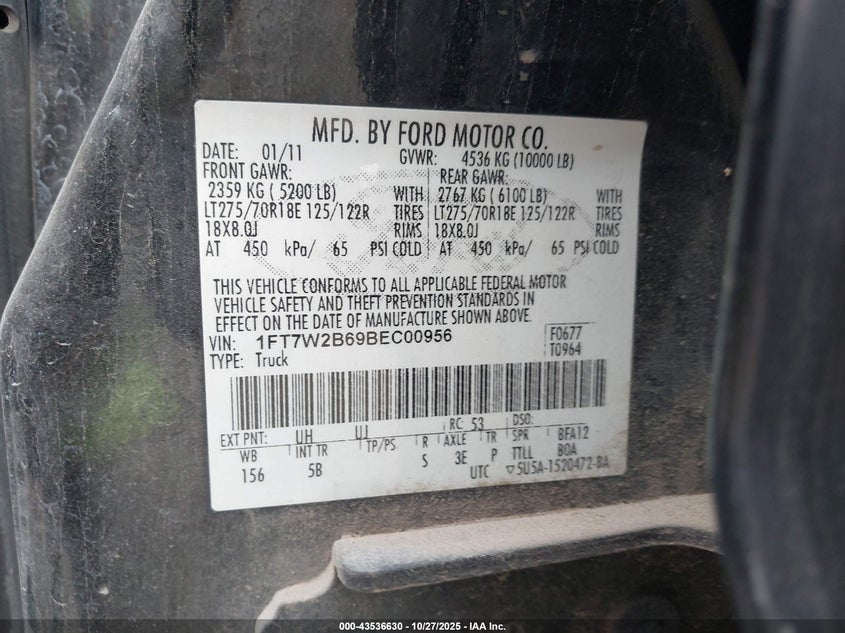 MFD. BY FORD MOTOR CO.
DATE: 01/11 GVWR: 4536 KG (10000 LB)
FRONT GAWR: REAR GAWR:
2359 KG ( 5200 LB) WITH 2767 KG ( 6100 LB) WITH
LT275/70R18E 125/122R TIRES LT275/70R18E 125/122R TIRES
18X8.0J RIMS 18X8.0J RIMS
AT 450 kPa/ 65 PSI COLD AT 450 kPa/ 65 PSI COLD
THIS VEHICLE CONFORMS TO ALL APPLICABLE FEDERAL MOTOR
VEHICLE SAFETY AND THEFT PREVENTION STANDARDS IN
EFFECT ON THE DATE OF MANUFACTURE SHOWN ABOVE.
VIN: 1FT7W2B69BEC00956 F0677
TYPE: Truck T0964
EXT PNT: UH UJ RC: 53 DSO:
WB INT TR TP/PS R AXLE TR SPR BFA12
156 5B S 3E P TTLL BOA
UTC ▽5U5A-1520472-BA
000-43536630 | 10/27/2025 | IAA Inc.